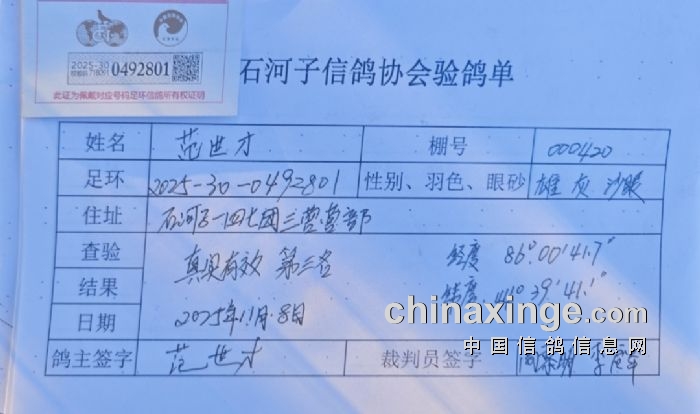 2025-30
0492801
此证为佩戴对应号码足环信鸽所有权证明
石河子信鸽协会验鸽单
姓名 范世才 棚号 000420
足环 2025-30-0492801 性别、羽色、眼砂 雄 灰 沙眼
住址 石河子一四七团三营营部
查验 真实有效 第三名 经度 86°00'41.7"
结果 纬度 44°39'41.1"
日期 2025年11月8日
鸽主签字 范世才 裁判员签字
chinaxinge.com
中国信鸽信息网